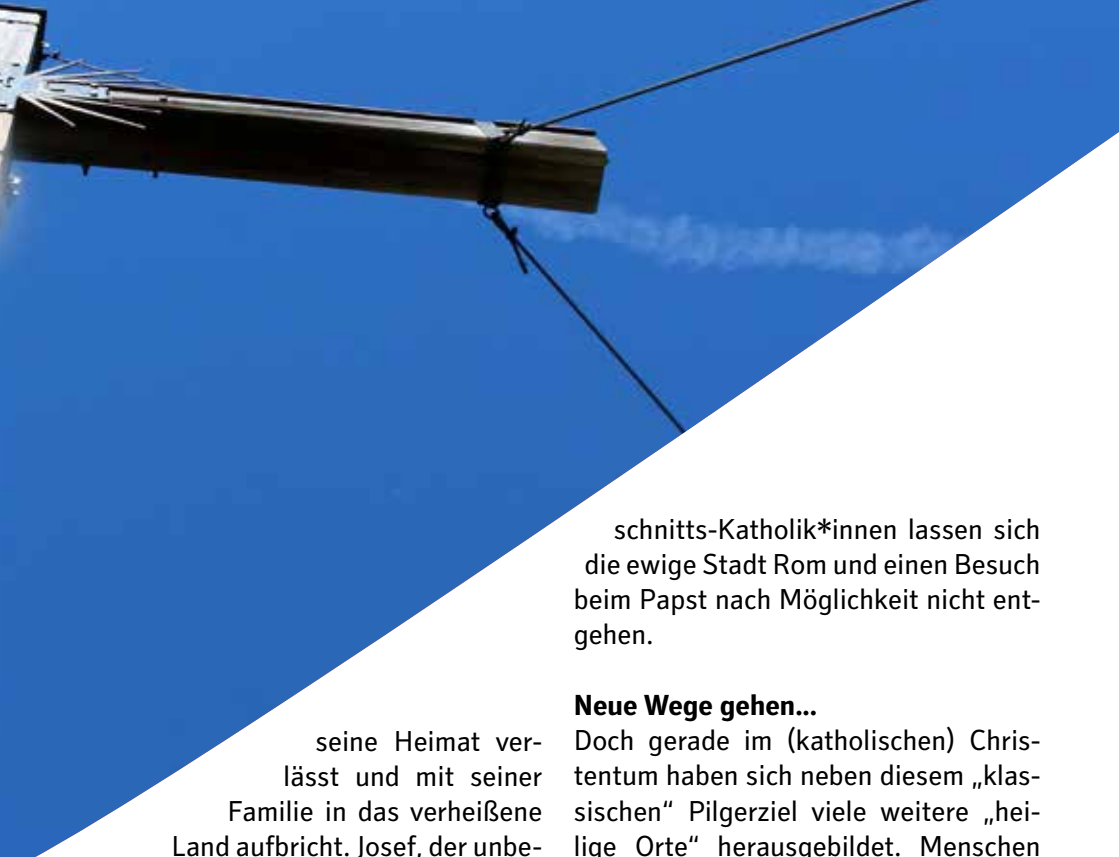 seine Heimat ver-
lässt und mit seiner
Familie in das verheißene
Land aufbricht. Josef, der unbe-
schnitts-Katholik*innen lassen sich
die ewige Stadt Rom und einen Besuch
beim Papst nach Möglichkeit nicht ent-
gehen.
Neue Wege gehen...
Doch gerade im (katholischen) Chris-
tentum haben sich neben diesem „klas-
sischen“ Pilgerziel viele weitere „hei-
lige Orte“ herausgebildet. Menschen